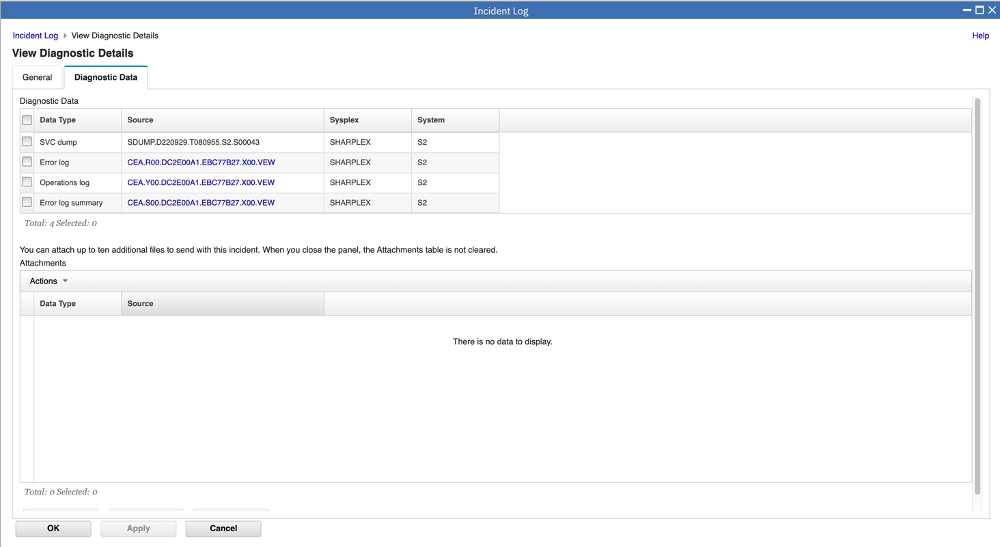 Incident Log
Incident Log View Diagnostic Details Help
View Diagnostic Details
General Diagnostic Data
Diagnostic Data
Data Type Source Sysplex System
SVC dump SDUMP.D220929.T080955.S2.S00043 SHARPLEX S2
Error log CEA.R00.DC2E00A1.EBC77B27.X00.VEW SHARPLEX S2
Operations log CEA.Y00.DC2E00A1.EBC77B27.X00.VEW SHARPLEX S2
Error log summary CEA.S00.DC2E00A1.EBC77B27.X00.VEW SHARPLEX S2
Total: 4 Selected: 0
You can attach up to ten additional files to send with this incident. When you close the panel, the Attachments table is not cleared.
Attachments
Actions
Data Type Source
There is no data to display.
Total: 0 Selected: 0
OK Apply Cancel